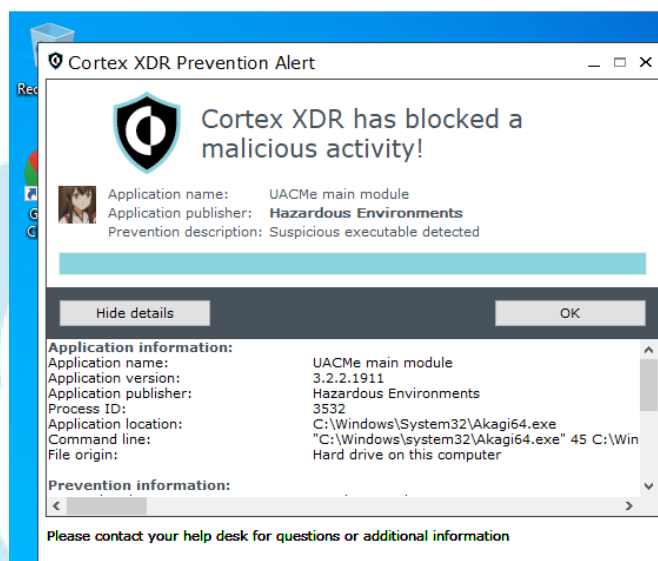 Cortex XDR Prevention Alert
Rec
Cortex XDR has blocked a
malicious activity!
Application name: UACMe main module
Application publisher: Hazardous Environments
Prevention description: Suspicious executable detected
G
C
Hide details
OK
Application information:
Application name: UACMe main module
Application version: 3.2.2.1911
Application publisher: Hazardous Environments
Process ID: 3532
Application location: C:\Windows\System32\Akagi64.exe
Command line: "C:\Windows\system32\Akagi64.exe" 45 C:\Win
File origin: Hard drive on this computer
Prevention information:
Please contact your help desk for questions or additional information